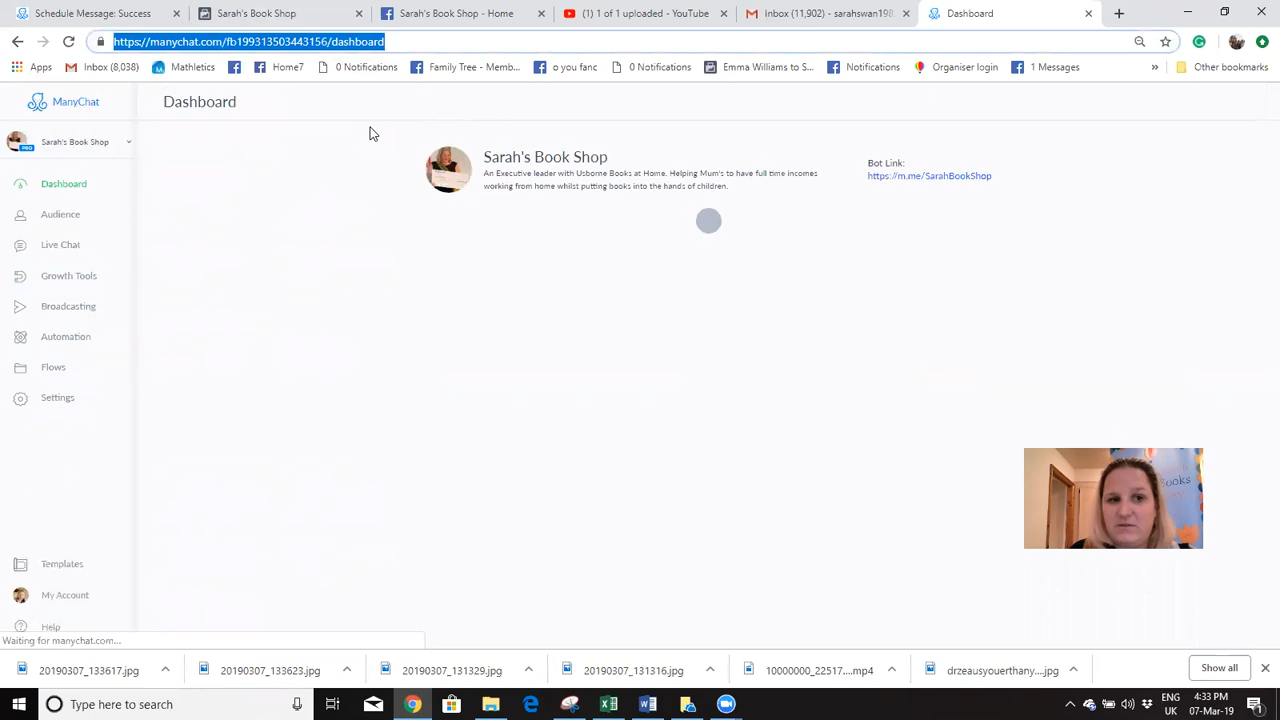 Schedule Message: Success
Sarah's Book Shop
Sarah's Book Shop - Home
(1) 1 of 1 uploaded - YouTube
Inbox (11,902) - sarahswan198
Dashboard
https://manychat.com/fb199313503443156/dashboard
Apps
Inbox (8,038)
Mathletics
Home7
0 Notifications
Family Tree - Memb...
o you fanc
0 Notifications
Emma Williams to S...
Notifications
Organiser login
1 Messages
»
Other bookmarks
ManyChat
Dashboard
Sarah's Book Shop
PRO
Sarah's Book Shop
An Executive leader with Usborne Books at Home. Helping Mum's to have full time incomes
working from home whilst putting books into the hands of children.
Bot Link:
https://m.me/SarahBookShop
Dashboard
Audience
Live Chat
Growth Tools
Broadcasting
Automation
Flows
Settings
Books
Templates
My Account
Help
Waiting for manychat.com...
20190307_133617.jpg
20190307_133623.jpg
20190307_131329.jpg
20190307_131316.jpg
10000000_22517....mp4
drzeausyouerthany....jpg
Show all
Type here to search
ENG
UK
4:33 PM
07-Mar-19